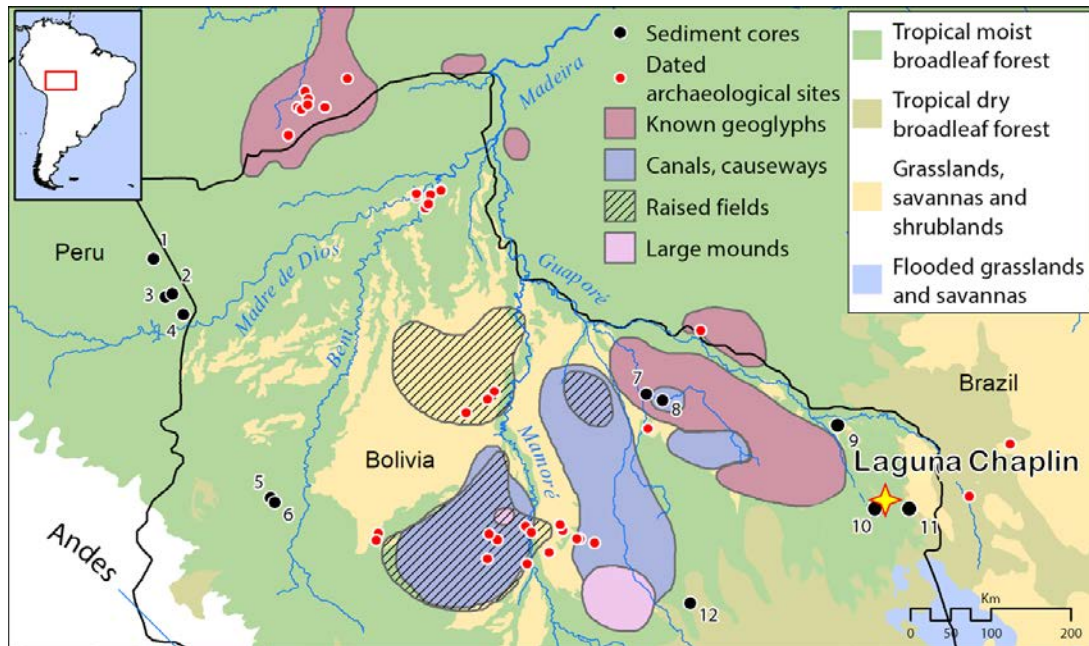 Sediment cores
Dated
archaeological sites
Known geoglyphs
Canals, causeways
Raised fields
Large mounds
Tropical moist
broadleaf forest
Tropical dry
broadleaf forest
Grasslands,
savannas and
shrublands
Flooded grasslands
and savannas
Madeira
Peru
1
2
3
4
Madre de Dios
Beni
Guaporé
7
8
Brazil
9
Mamoré
Bolivia
Laguna Chaplin
5
6
10
11
Andes
12
Km
0
50
100
200